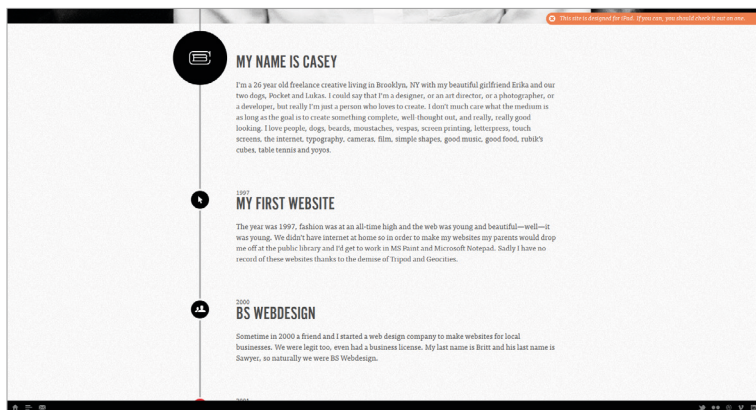 This site is designed for iPad. If you can, you should check it out on one.
MY NAME IS CASEY
I'm a 26 year old freelance creative living in Brooklyn, NY with my beautiful girlfriend Erika and our
two dogs, Pocket and Lukas. I could say that I'm a designer, or an art director, or a photographer, or
a developer, but really I'm just a person who loves to create. I don't much care what the medium is
as long as the goal is to create something complete, well-thought out, and really, really good
looking. I love people, dogs, beards, moustaches, vespas, screen printing, letterpress, touch
screens, the internet, typography, cameras, film, simple shapes, good music, good food, rubik's
cubes, table tennis and yoyos.
1997
MY FIRST WEBSITE
The year was 1997, fashion was at an all-time high and the web was young and beautiful—well—it
was young. We didn't have internet at home so in order to make my websites my parents would drop
me off at the public library and I'd get to work in MS Paint and Microsoft Notepad. Sadly I have no
record of these websites thanks to the demise of Tripod and Geocities.
2000
BS WEBDESIGN
Sometime in 2000 a friend and I started a web design company to make websites for local
businesses. We were legit too, even had a business license. My last name is Britt and his last name is
Sawyer, so naturally we were BS Webdesign.